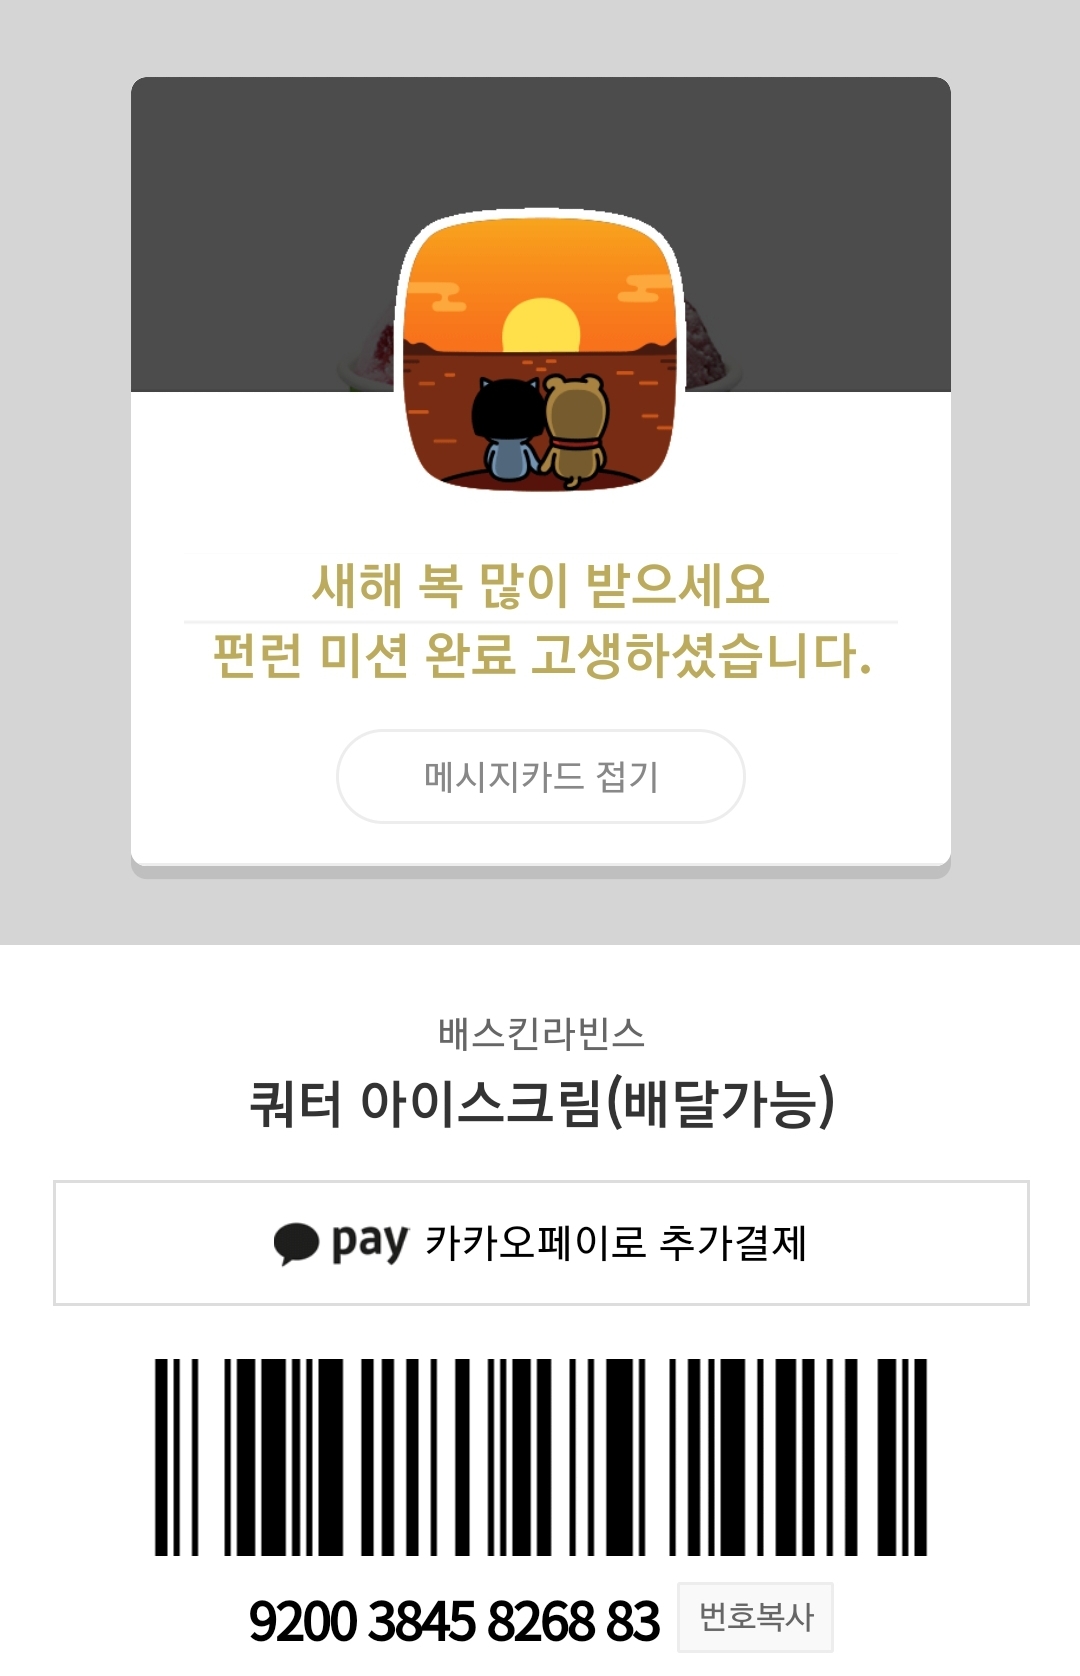 새해 복 많이 받으세요
펀런 미션 완료 고생하셨습니다.
메시지카드 접기
배스킨라빈스
쿼터 아이스크림(배달가능)
pay 카카오페이로 추가결제
9200 3845 8268 83 번호복사